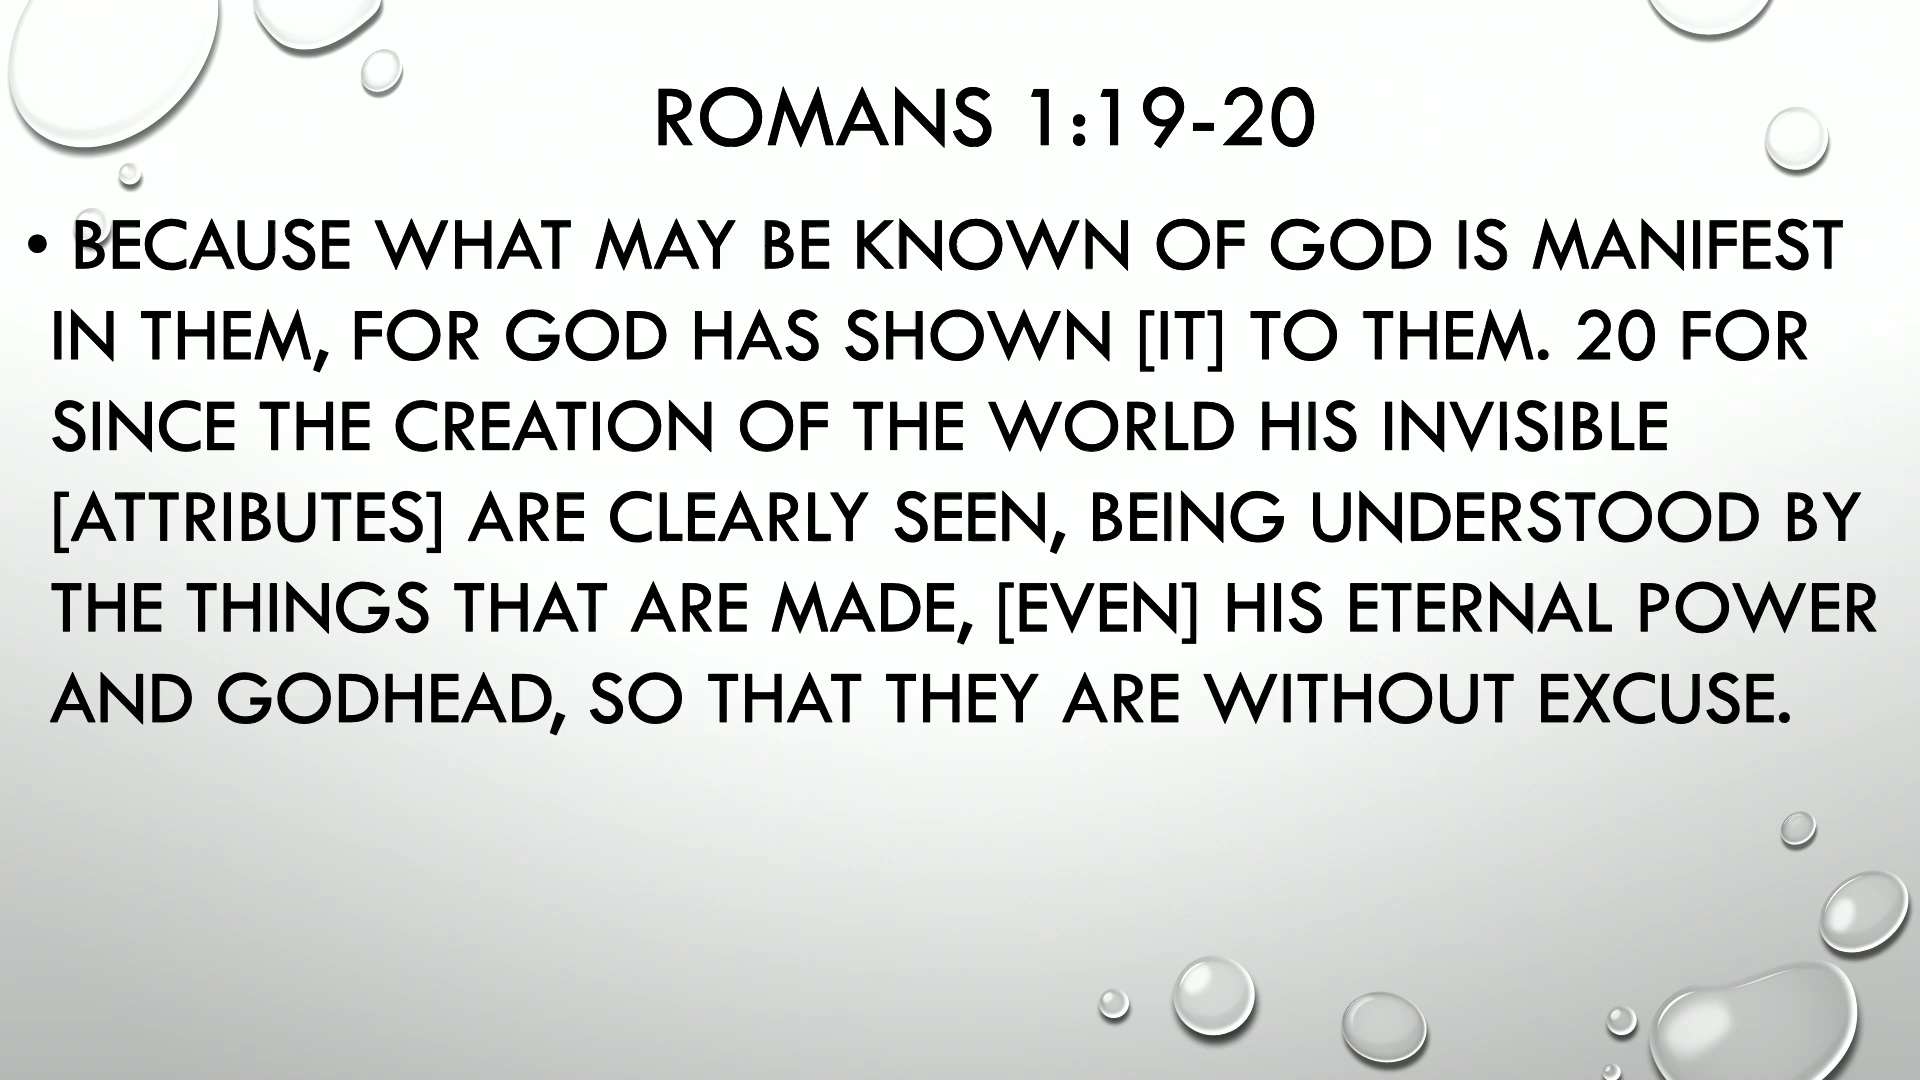 ROMANS 1:19-20
• BECAUSE WHAT MAY BE KNOWN OF GOD IS MANIFEST
IN THEM, FOR GOD HAS SHOWN [IT] TO THEM. 20 FOR
SINCE THE CREATION OF THE WORLD HIS INVISIBLE
[ATTRIBUTES] ARE CLEARLY SEEN, BEING UNDERSTOOD BY
THE THINGS THAT ARE MADE, [EVEN] HIS ETERNAL POWER
AND GODHEAD, SO THAT THEY ARE WITHOUT EXCUSE.